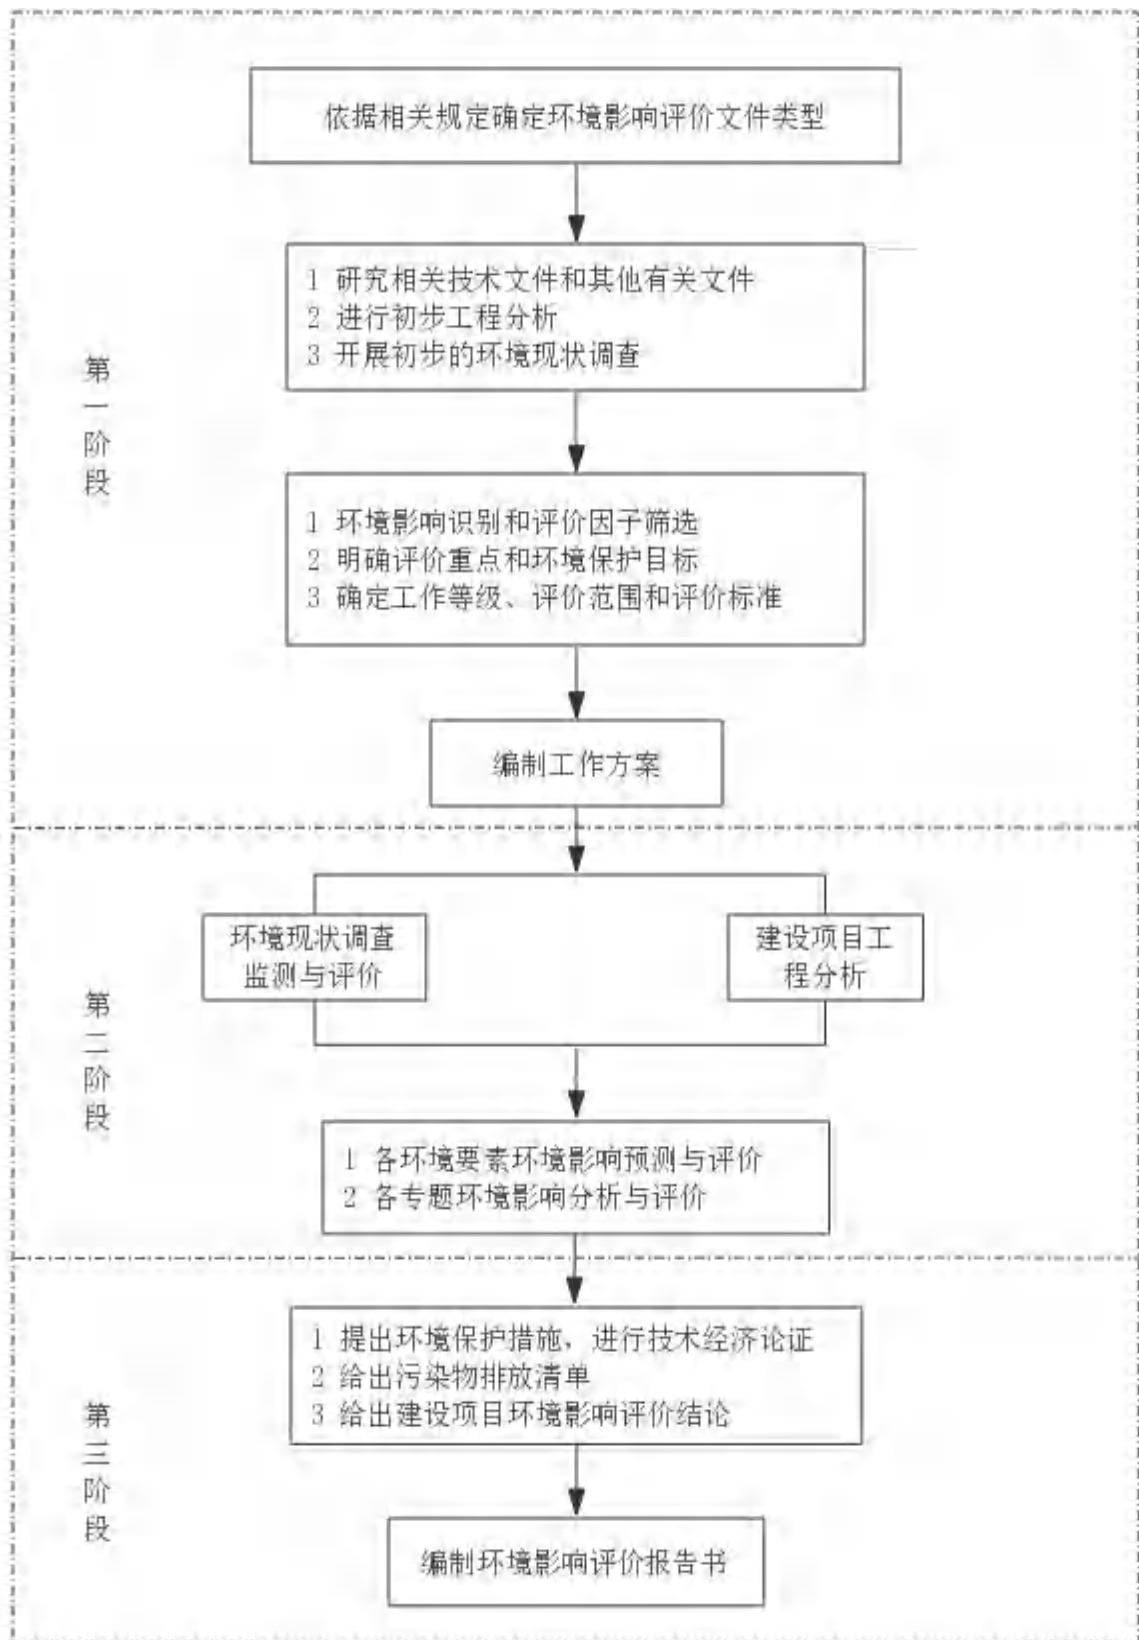 依据相关规定确定环境影响评价文件类型
1 研究相关技术文件和其他有关文件
2 进行初步工程分析
3 开展初步的环境现状调查
第一阶段
1 环境影响识别和评价因子筛选
2 明确评价重点和环境保护目标
3 确定工作等级、评价范围和评价标准
编制工作方案
环境现状调查
监测与评价
建设项目工
程分析
第二阶段
1 各环境要素环境影响预测与评价
2 各专题环境影响分析与评价
1 提出环境保护措施，进行技术经济论证
2 给出污染物排放清单
3 给出建设项目环境影响评价结论
第三阶段
编制环境影响评价报告书